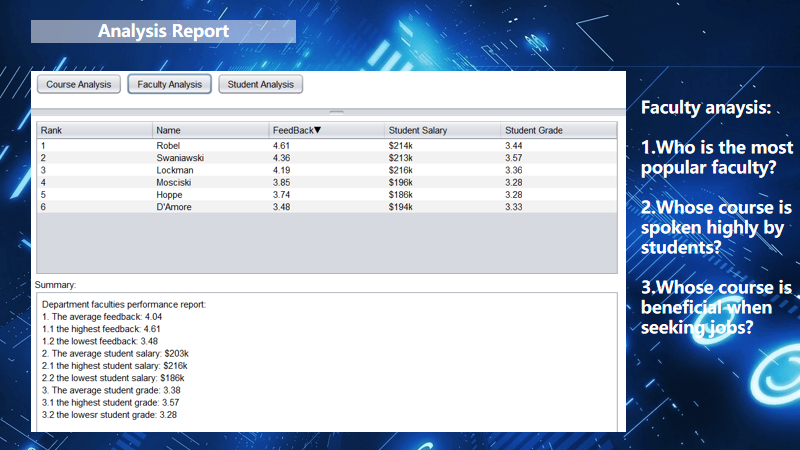 Analysis Report
Course Analysis Faculty Analysis Student Analysis
Rank Name FeedBack▼ Student Salary Student Grade
1 Robel 4.61 $214k 3.44
2 Swaniawski 4.36 $213k 3.57
3 Lockman 4.19 $216k 3.36
4 Mosciski 3.85 $196k 3.28
5 Hoppe 3.74 $186k 3.28
6 D'Amore 3.48 $194k 3.33
Summary:
Department faculties performance report:
1. The average feedback: 4.04
1.1 the highest feedback: 4.61
1.2 the lowest feedback: 3.48
2. The average student salary: $203k
2.1 the highest student salary: $216k
2.2 the lowest student salary: $186k
3. The average student grade: 3.38
3.1 the highest student grade: 3.57
3.2 the lowesr student grade: 3.28
Faculty anaysis:
1.Who is the most
popular faculty?
2.Whose course is
spoken highly by
students?
3.Whose course is
beneficial when
seeking jobs?